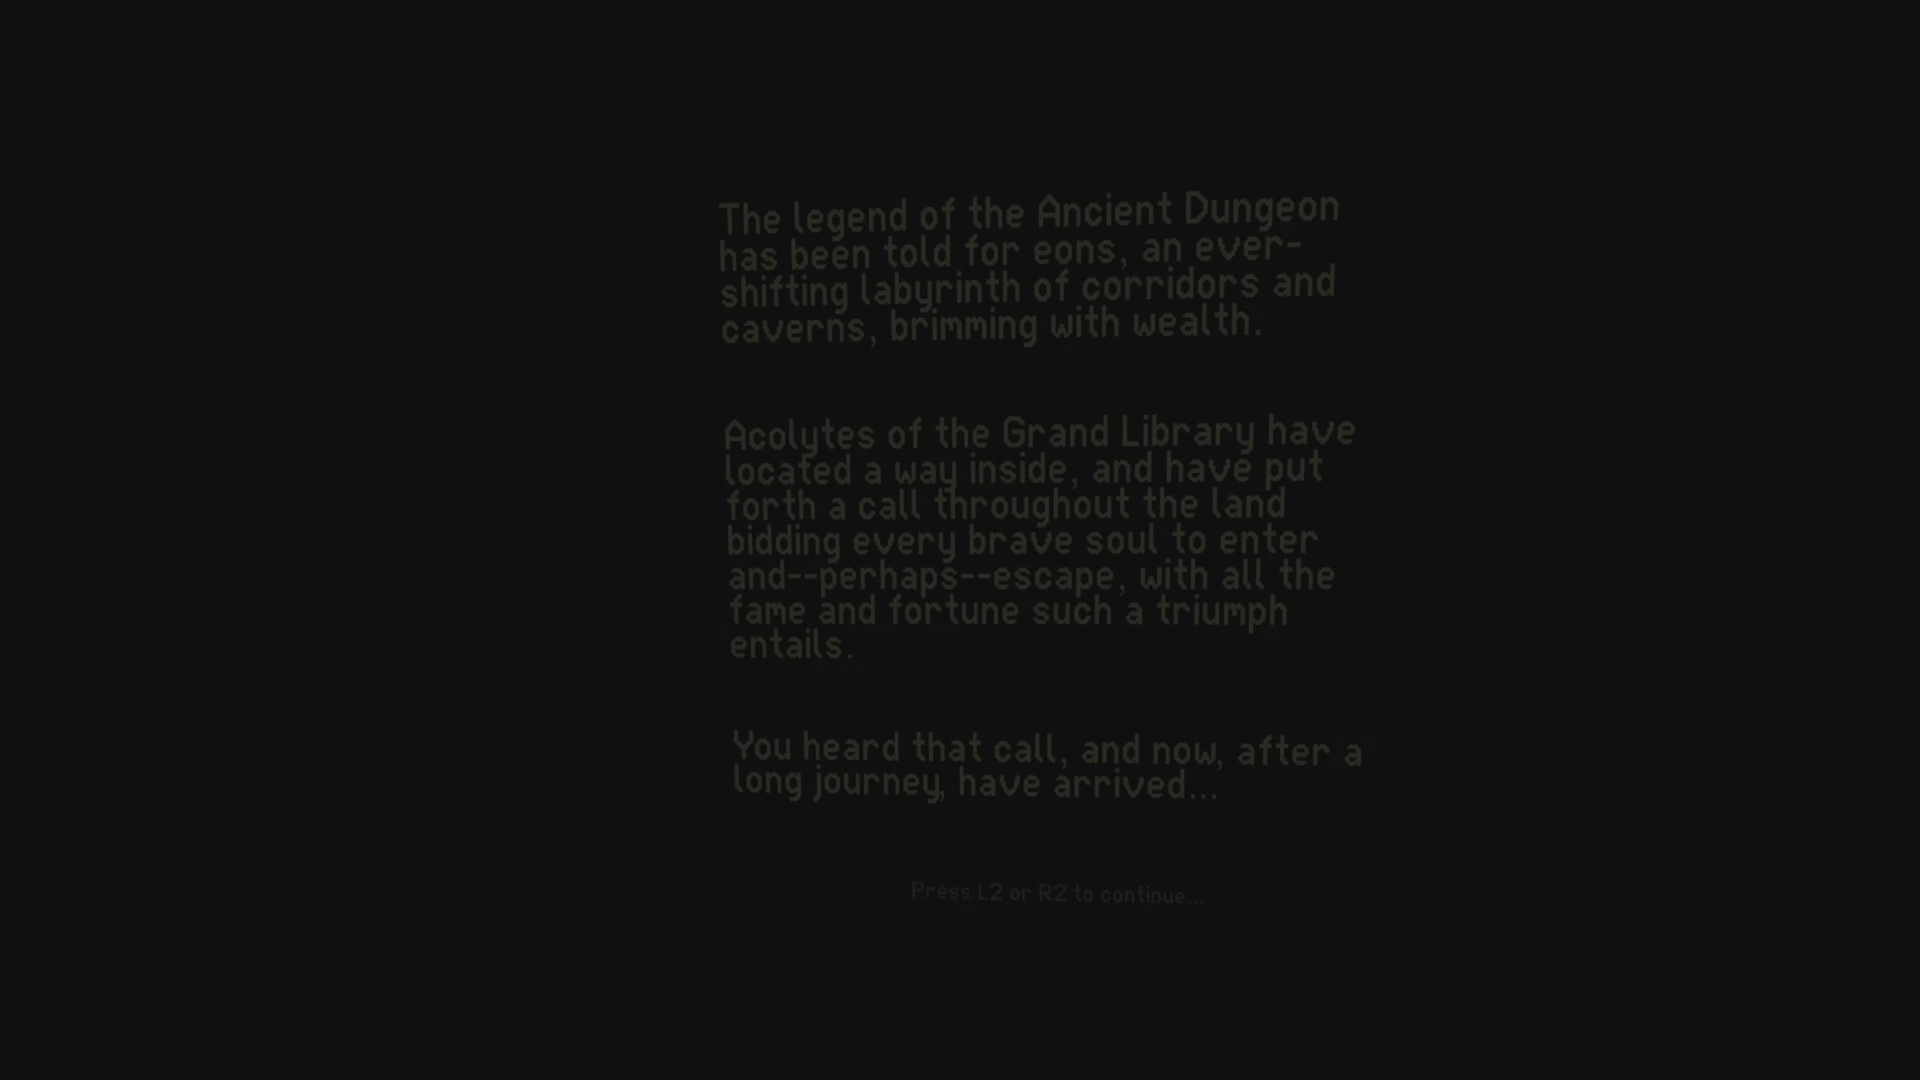 The legend of the Ancient Dungeon
has been told for eons, an ever-
shifting labyrinth of corridors and
caverns, brimming with wealth.
Acolytes of the Grand Library have
located a way inside, and have put
forth a call throughout the land
bidding every brave soul to enter
and--perhaps--escape, with all the
fame and fortune such a triumph
entails.
You heard that call, and now, after a
long journey, have arrived...
Press L2 or R2 to continue...